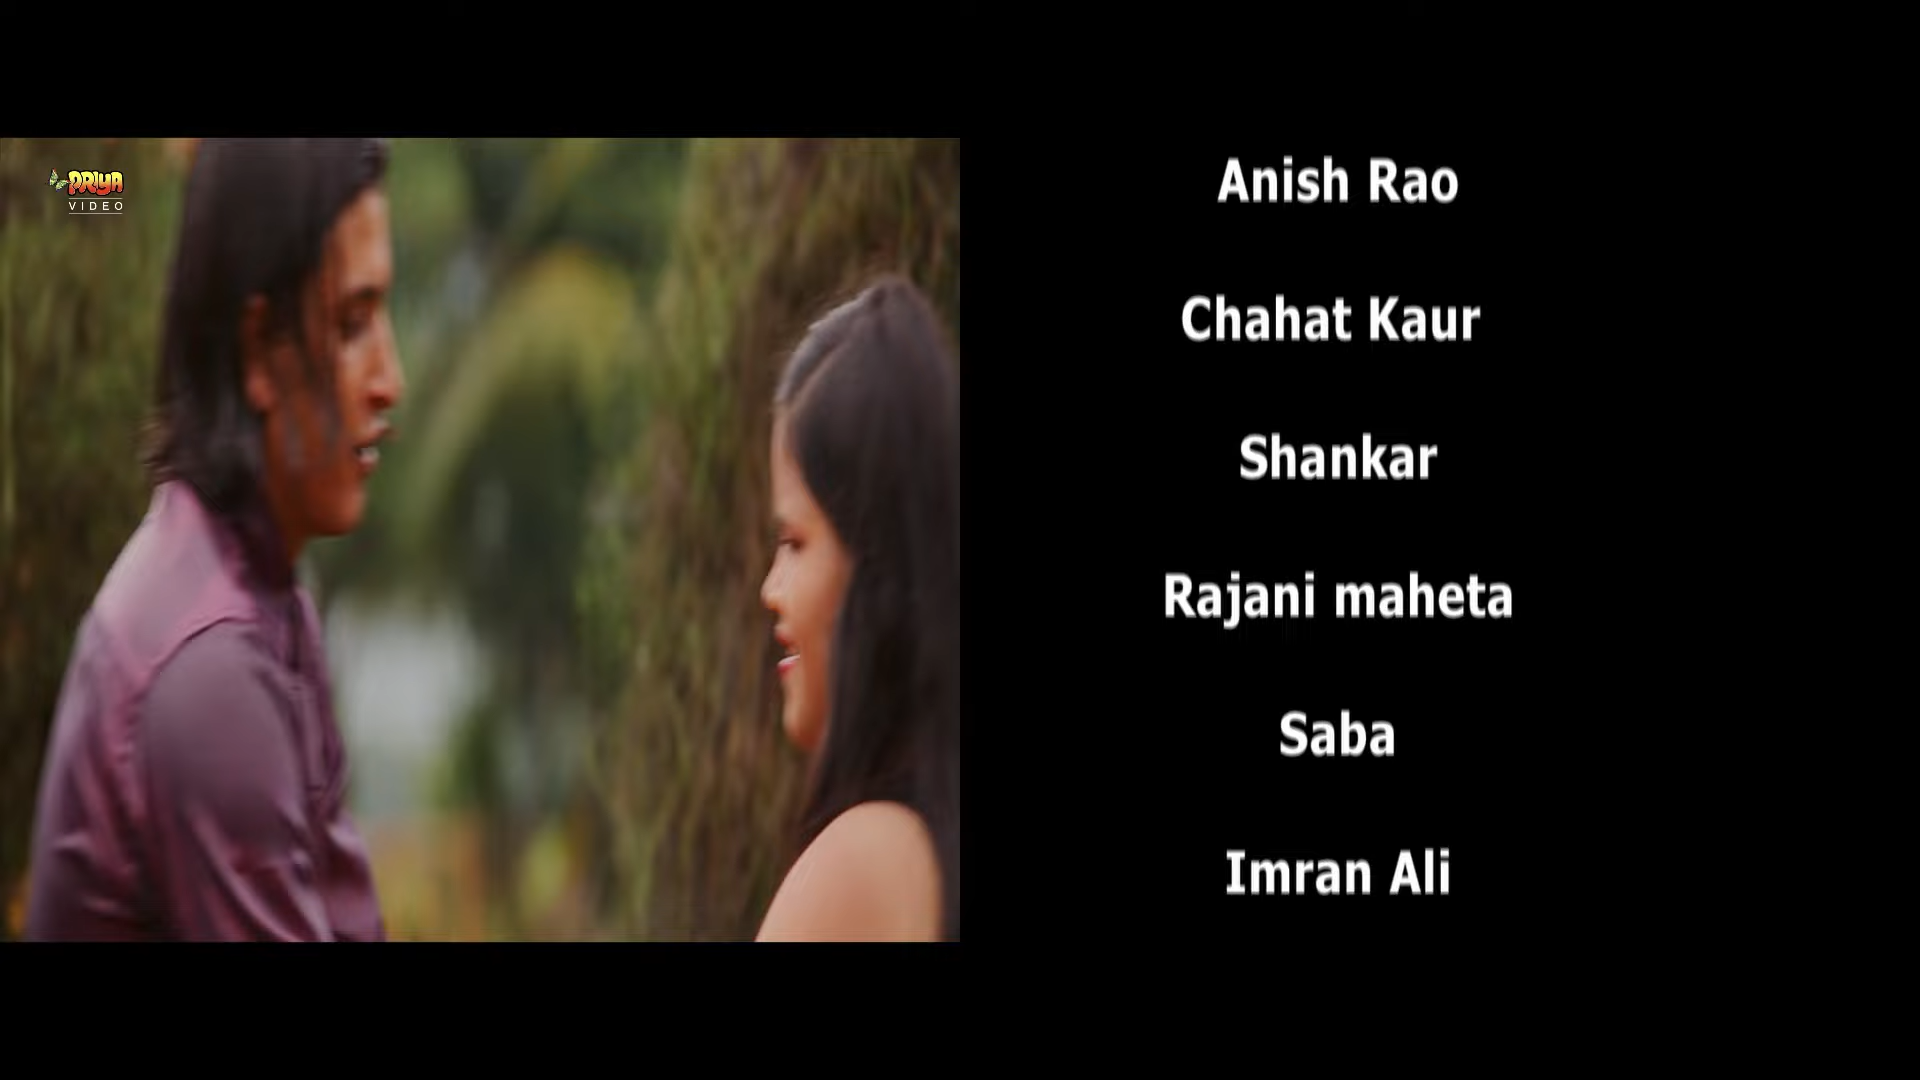 PRIYA
VIDEO
Anish Rao
Chahat Kaur
Shankar
Rajani maheta
Saba
Imran Ali